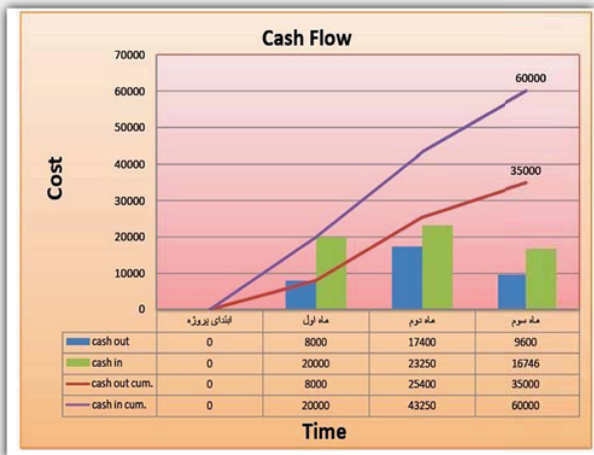 Cash Flow
70000
60000
50000
40000
30000
20000
10000
0
Cost
60000
35000
ابتدای پروژه ماه اول ماه دوم ماه سوم
cash out 0 8000 17400 9600
cash in 0 20000 23250 16746
cash out cum. 0 8000 25400 35000
cash in cum. 0 20000 43250 60000
Time